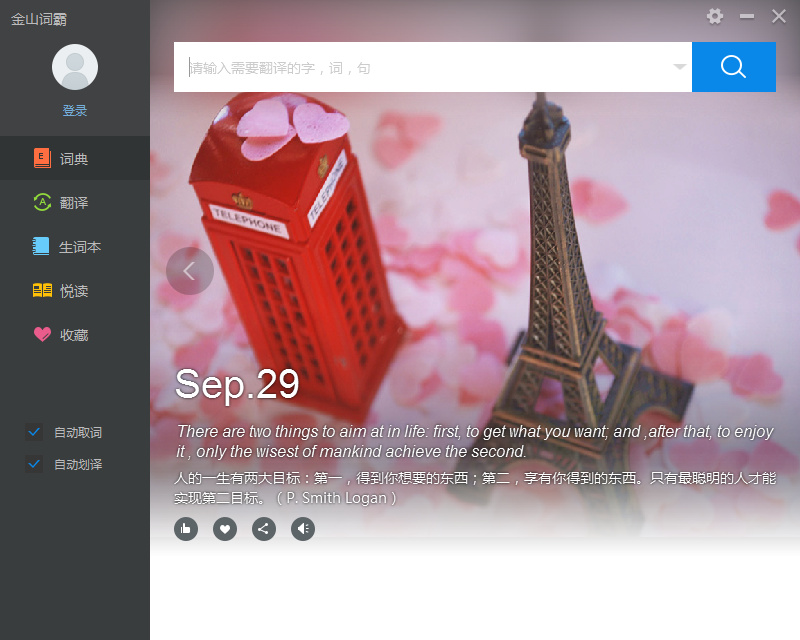 金山词霸
登录
词典
翻译
生词本
悦读
收藏
自动取词
自动划译
请输入需要翻译的字，词，句
TELEPHONE
TELEPHONE
Sep.29
There are two things to aim at in life: first, to get what you want; and ,after that, to enjoy
it , only the wisest of mankind achieve the second.
人的一生有两大目标：第一，得到你想要的东西；第二，享有你得到的东西。只有最聪明的人才能
实现第二目标。（ P. Smith Logan ）